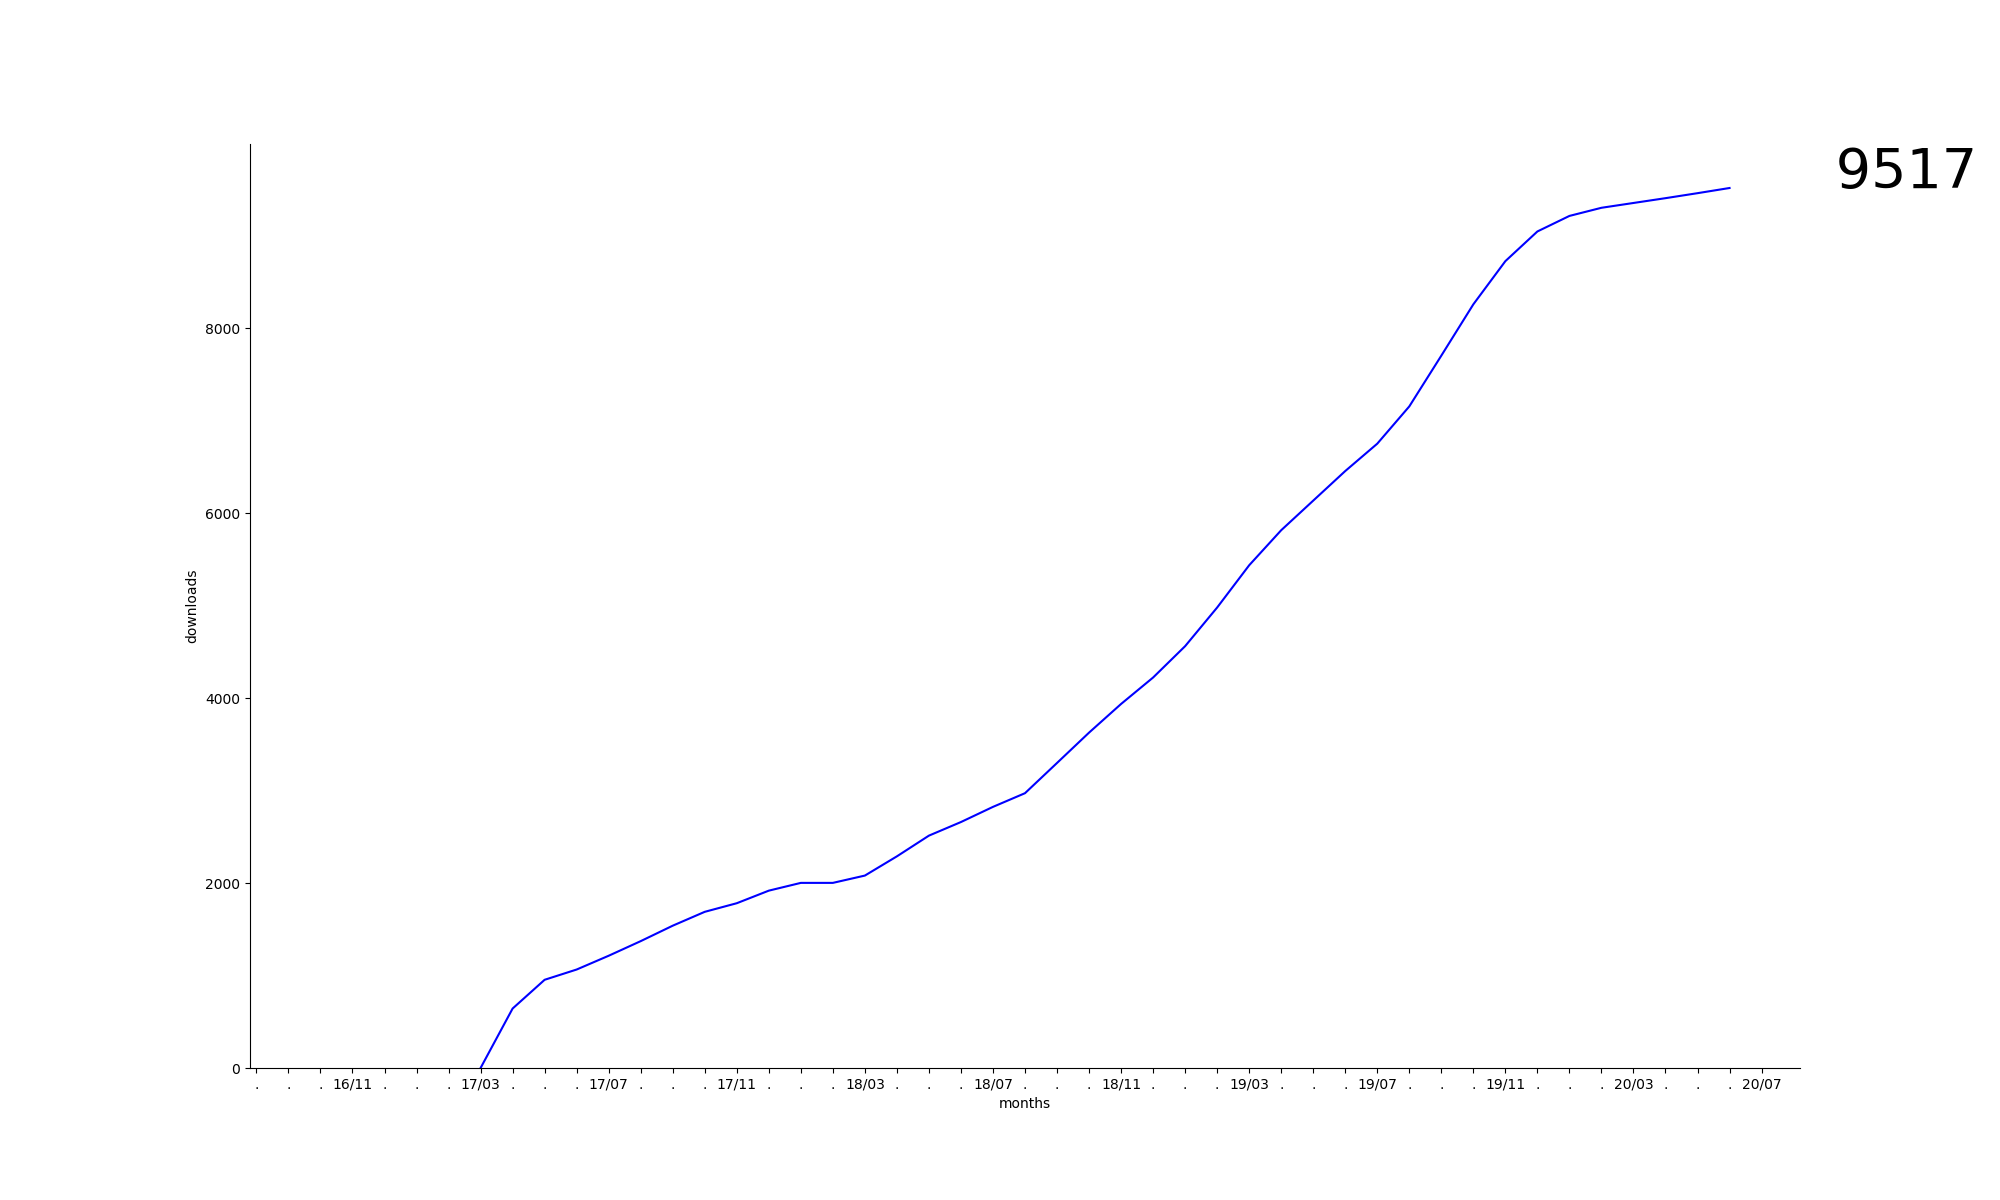 9517
8000
6000
4000
2000
0
downloads
. . . 16/11 . . . 17/03 . . . 17/07 . . . 17/11 . . . 18/03 . . . 18/07 . . . 18/11 . . . 19/03 . . . 19/07 . . . 19/11 . . . 20/03 . . . 20/07
months